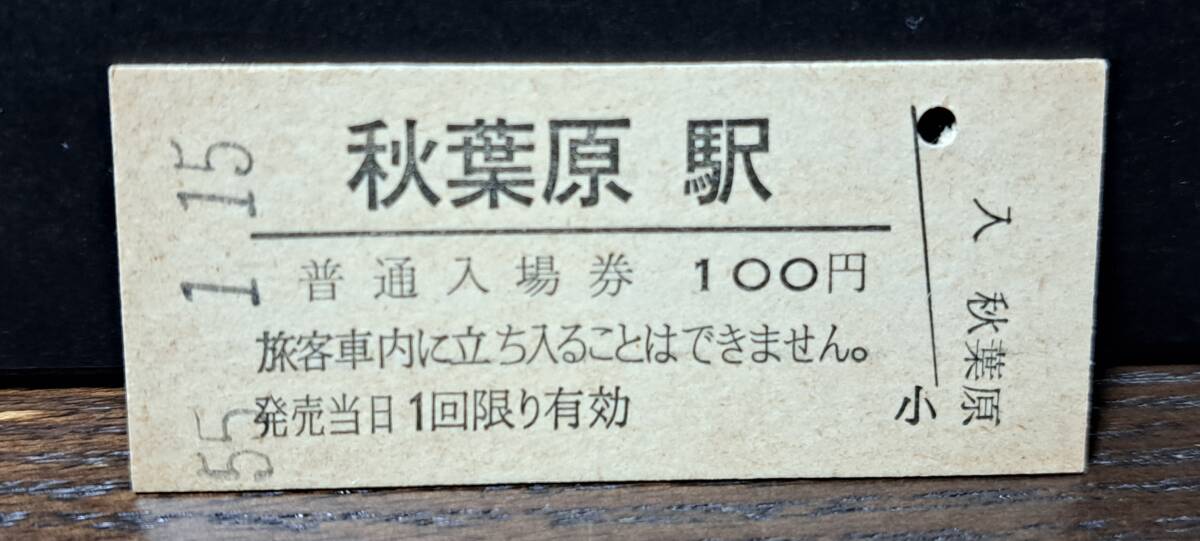 秋葉原 駅
普通入場券 100円
旅客車内に立ち入ることはできません。
発売当日1回限り有効
55. 1. 15
入 秋葉原
小